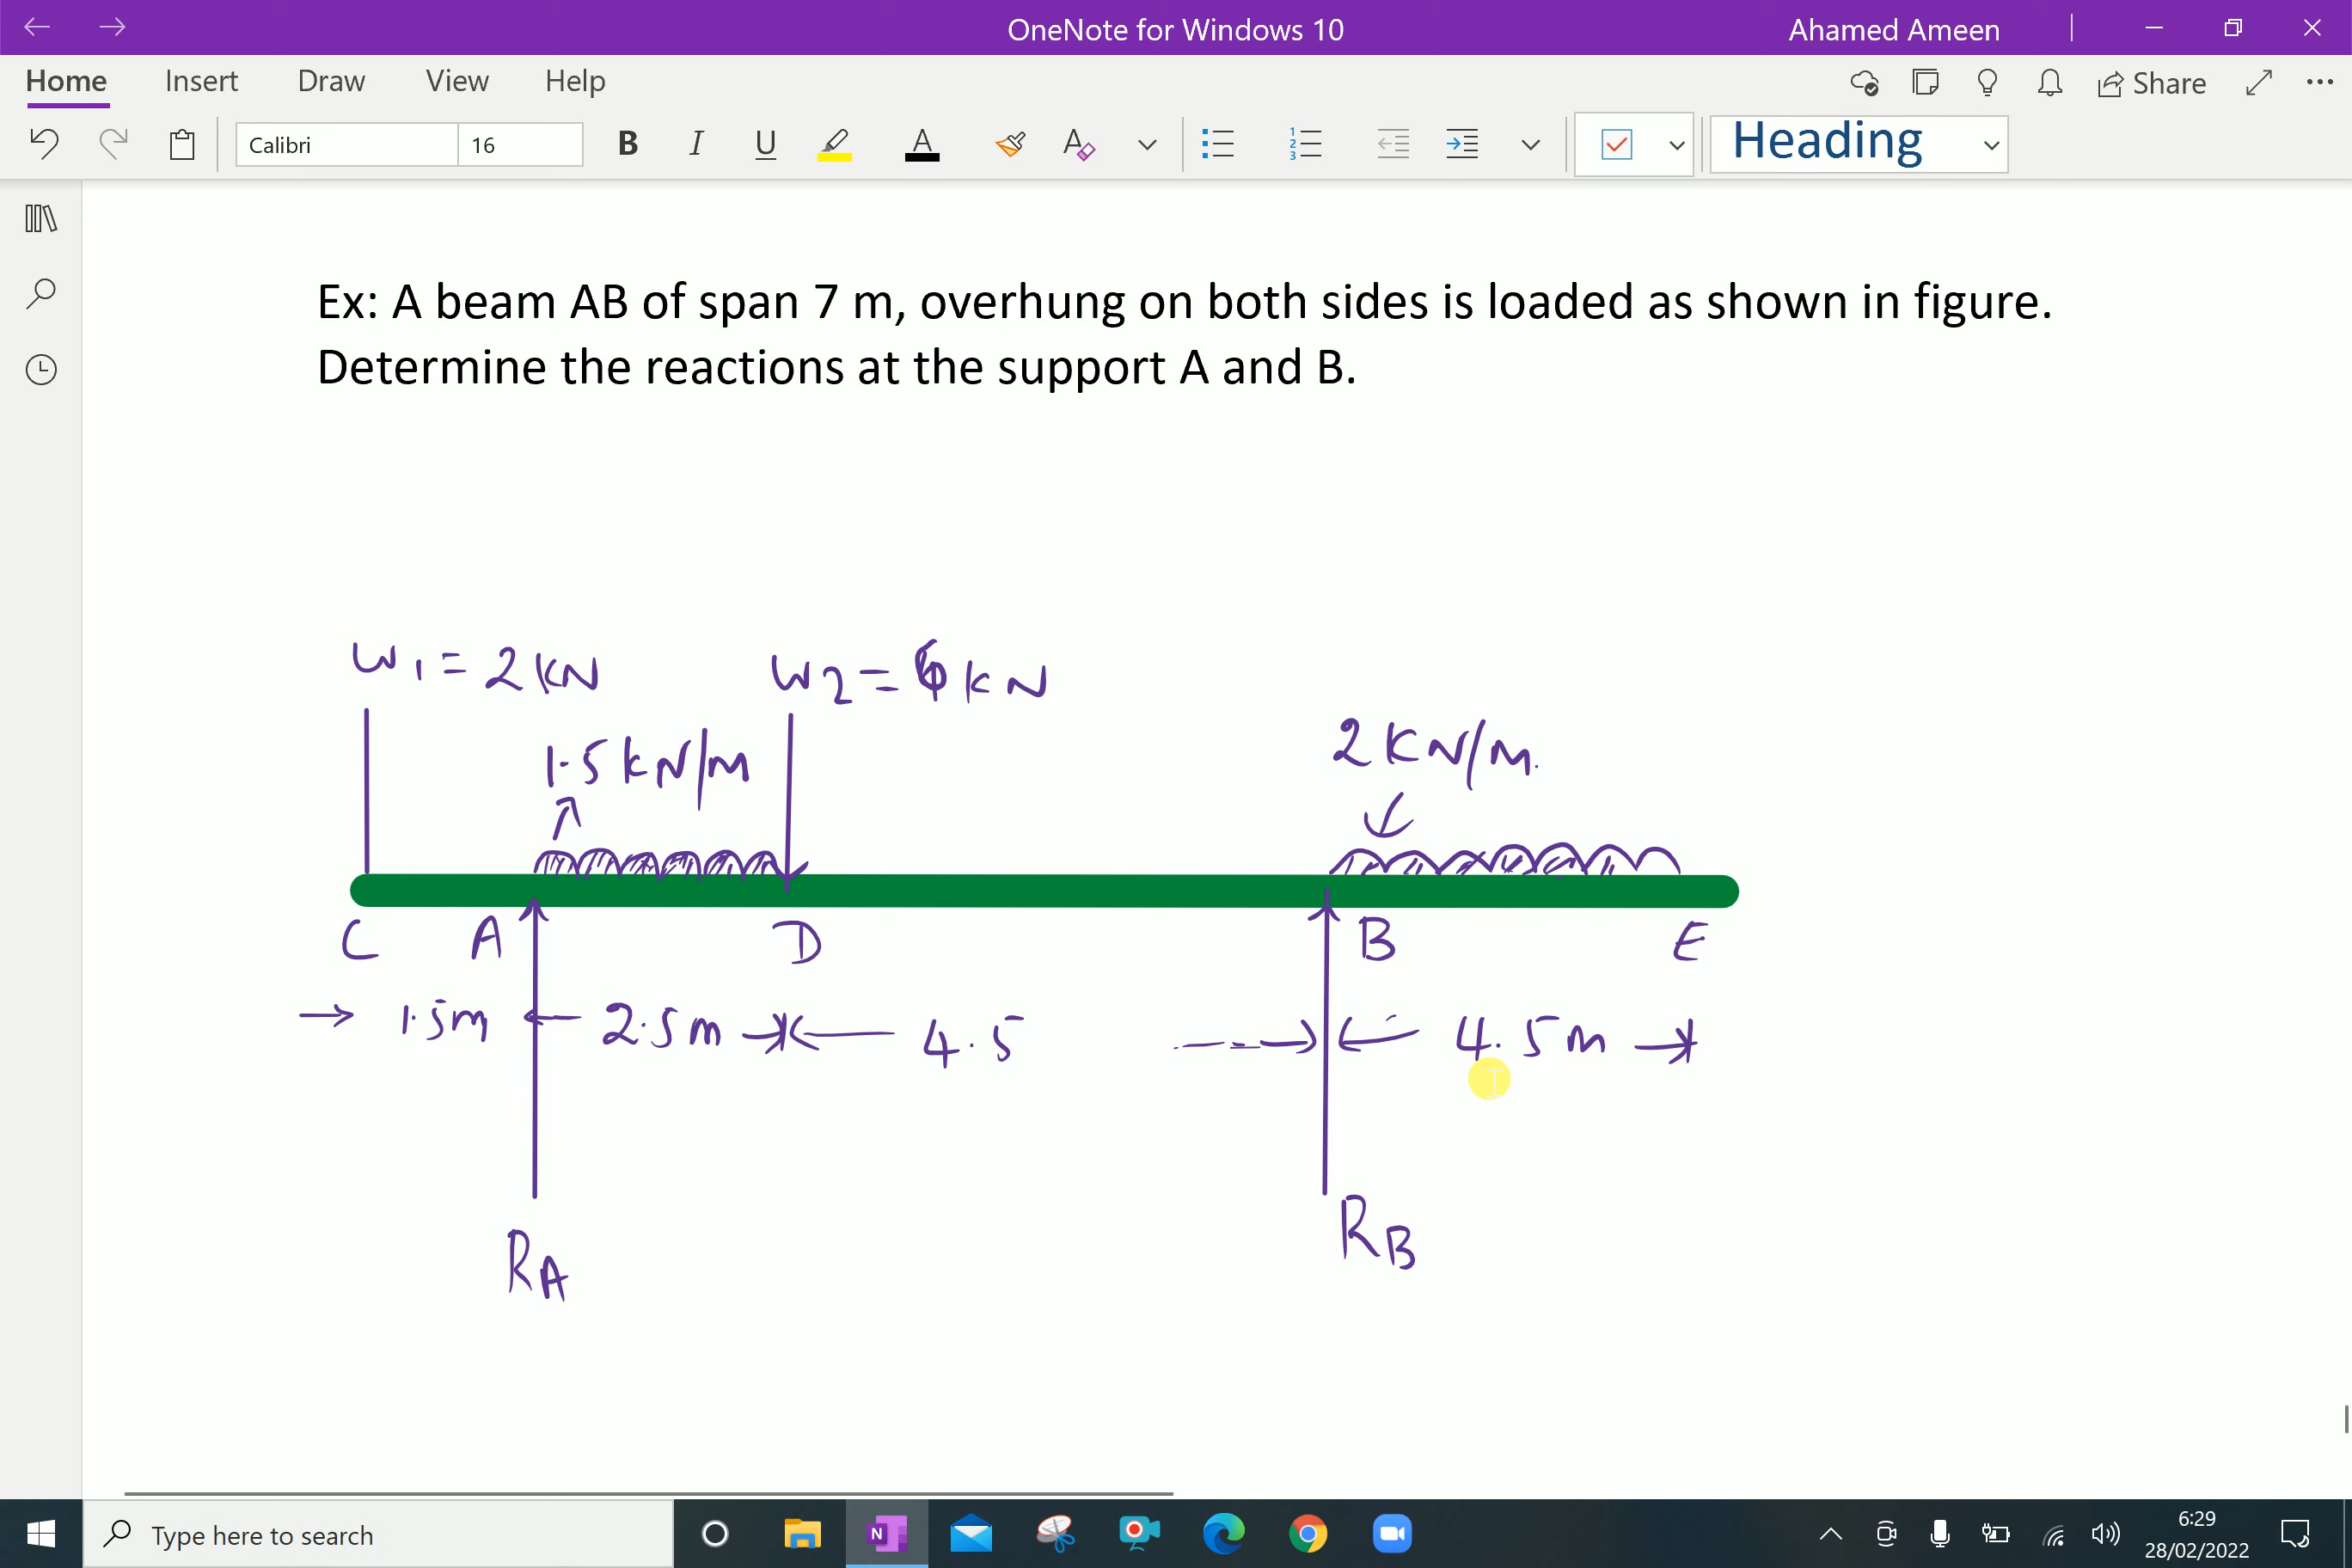 OneNote for Windows 10
Ahamed Ameen
Home Insert Draw View Help
Share
Calibri 16 B I U A A
Heading
Ex: A beam AB of span 7 m, overhung on both sides is loaded as shown in figure.
Determine the reactions at the support A and B.
W1 = 2 KN
W2 = 6 kN
1.5 kN/m
2 KN/m.
C A D B E
1.5m 2.5m 4.5 4.5m
RA
RB
Type here to search
6:29
28/02/2022